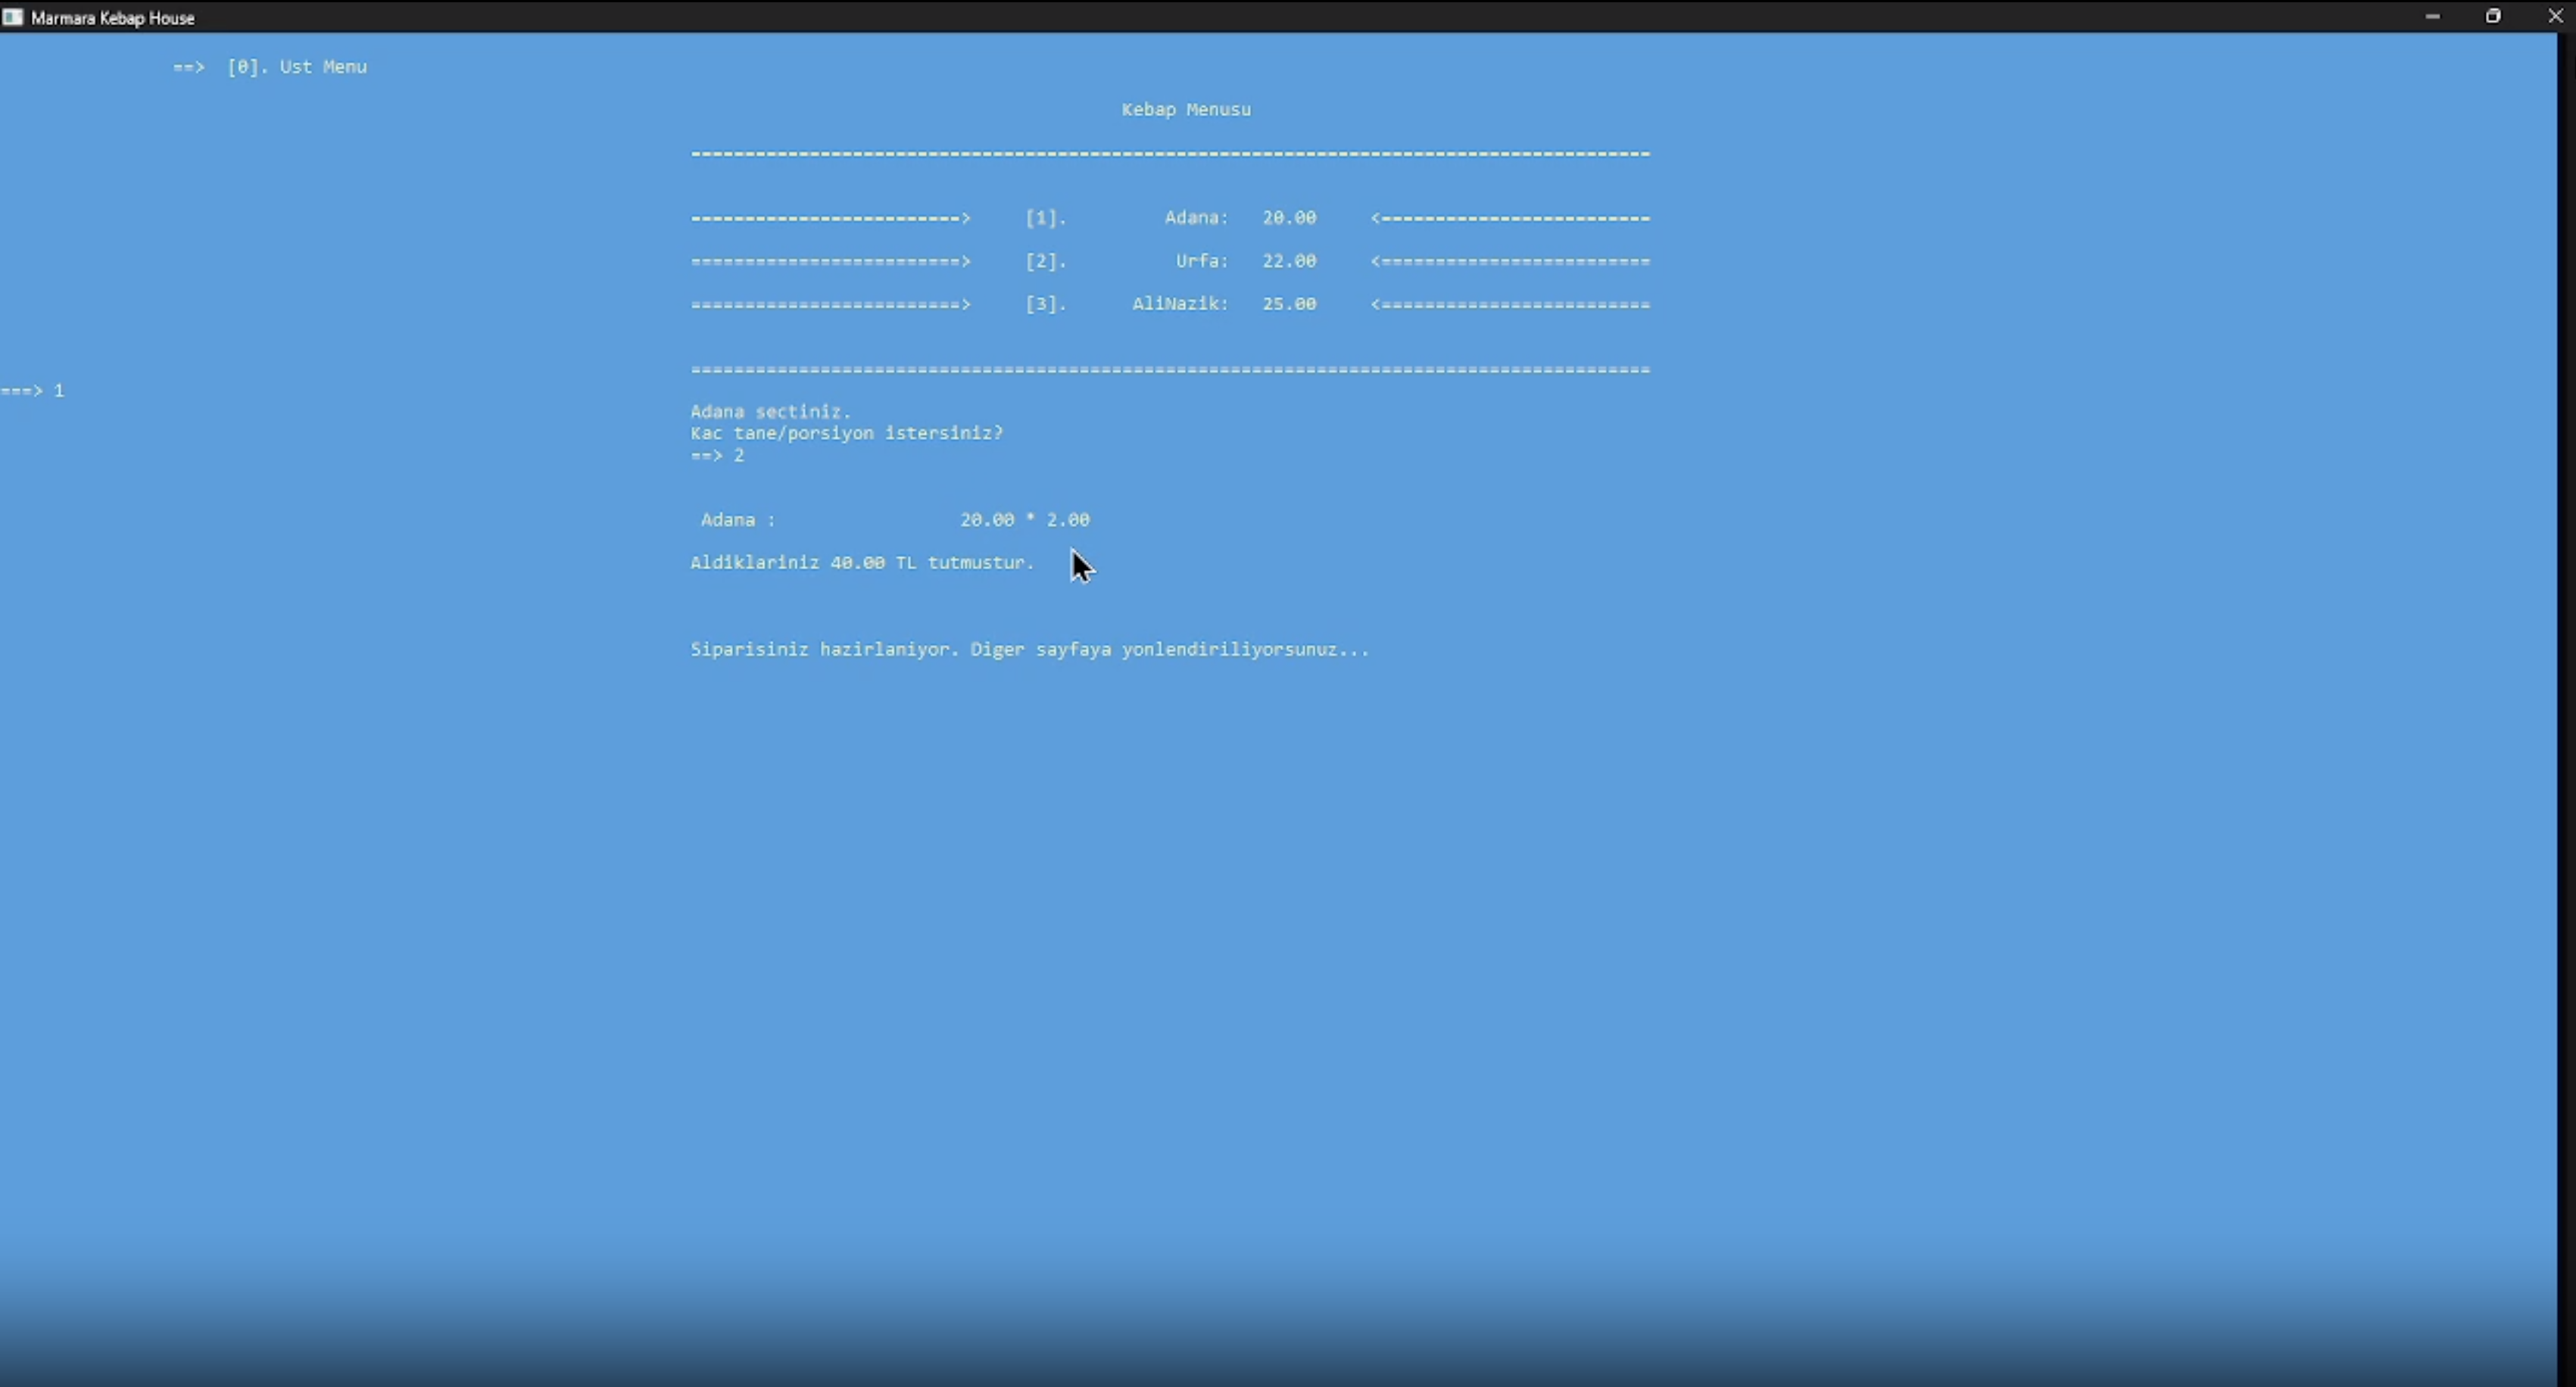 Marmara Kebap House
==> [0]. Ust Menu
Kebap Menusu
=========================================================================================
=========================> [1]. Adana: 20.00 <=========================
=========================> [2]. Urfa: 22.00 <=========================
=========================> [3]. AliNazik: 25.00 <=========================
=========================================================================================
===> 1
Adana sectiniz.
Kac tane/porsiyon istersiniz?
==> 2
Adana : 20.00 * 2.00
Aldiklariniz 40.00 TL tutmustur.
Siparisiniz hazirlaniyor. Diger sayfaya yonlendiriliyorsunuz...